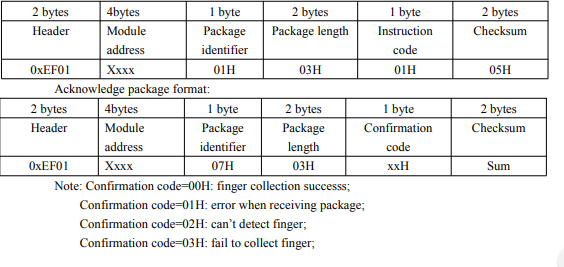 2 bytes 4bytes 1 byte 2 bytes 1 byte 2 bytes
Header Module Package Package length Instruction Checksum
address identifier code
0xEF01 Xxxx 01H 03H 01H 05H
Acknowledge package format:
2 bytes 4bytes 1 byte 2 bytes 1 byte 2 bytes
Header Module Package Package Confirmation Checksum
address identifier length code
0xEF01 Xxxx 07H 03H xxH Sum
Note: Confirmation code=00H: finger collection successs;
Confirmation code=01H: error when receiving package;
Confirmation code=02H: can’t detect finger;
Confirmation code=03H: fail to collect finger;